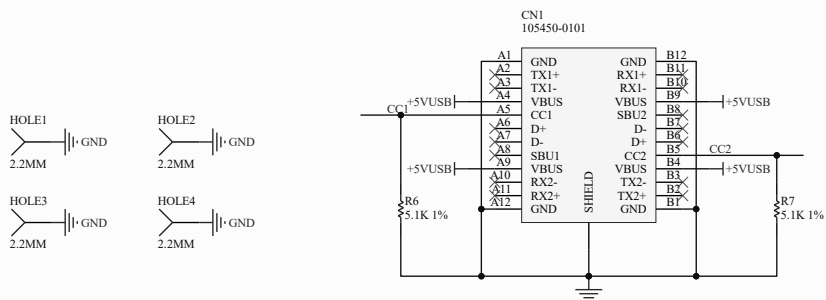 CN1
105450-0101
A1 GND GND B12
A2 TX1+ RX1+ B11
A3 TX1- RX1- B10
+5VUSB A4 VBUS VBUS B9 +5VUSB
CC1 A5 CC1 SBU2 B8
A6 D+ D- B7
A7 D- D+ B6
A8 SBU1 CC2 B5 CC2
+5VUSB A9 VBUS VBUS B4 +5VUSB
A10 RX2- TX2- B3
A11 RX2+ TX2+ B2
A12 GND GND B1
SHIELD
R6
5.1K 1%
R7
5.1K 1%
HOLE1
GND
2.2MM
HOLE2
GND
2.2MM
HOLE3
GND
2.2MM
HOLE4
GND
2.2MM